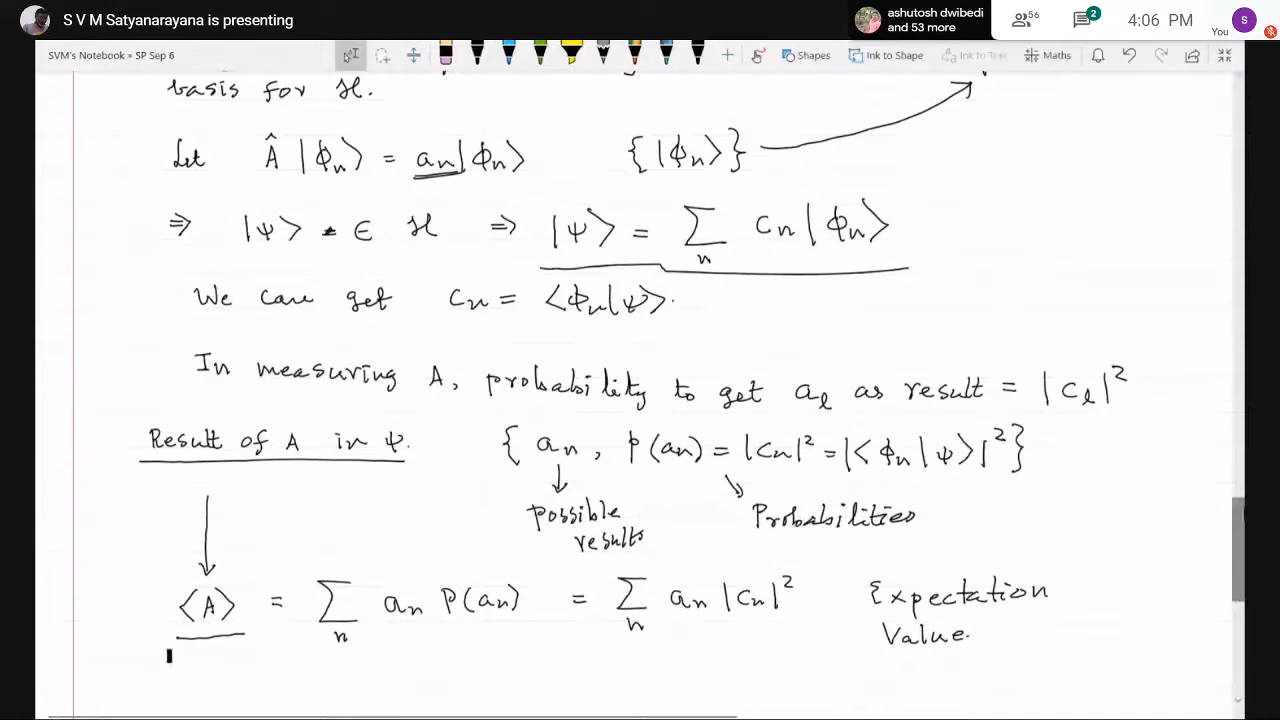 S V M Satyanarayana is presenting
ashutosh dwibedi
and 53 more
56
2
4:06 PM
S
You
SVM's Notebook » SP Sep 6
Shapes
Ink to Shape
Ink to Text
Maths
basis for ℋ.
Let Â |Φn⟩ = an|Φn⟩ {|Φn⟩}
⇒ |Ψ⟩ ∈ ℋ ⇒ |Ψ⟩ = Σn cn|Φn⟩
We can get cn = ⟨Φn|Ψ⟩.
In measuring A, probability to get aℓ as result = |cℓ|²
Result of A in Ψ. {an, P(an) = |cn|² = |⟨Φn|Ψ⟩|²}
possible
results
Probabilities
⟨A⟩ = Σn an P(an) = Σn an |cn|² Expectation
Value.